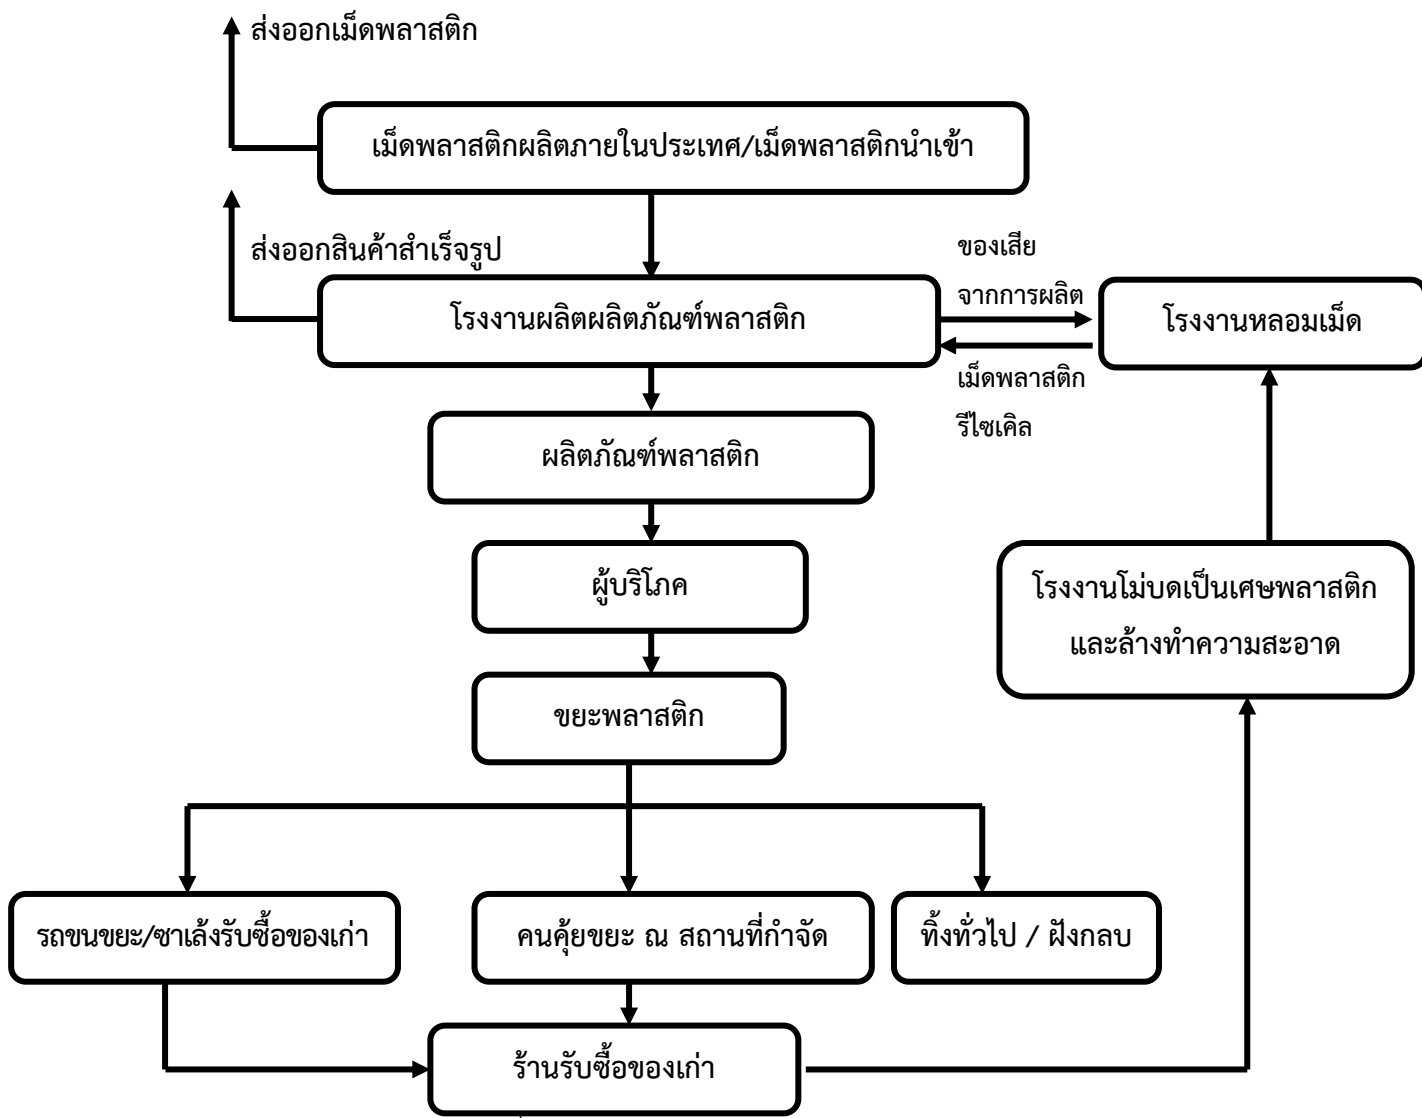 ส่งออกเม็ดพลาสติก
เม็ดพลาสติกผลิตภายในประเทศ/เม็ดพลาสติกนำเข้า
ส่งออกสินค้าสำเร็จรูป
ของเสีย
จากการผลิต
โรงงานผลิตผลิตภัณฑ์พลาสติก
โรงงานหลอมเม็ด
เม็ดพลาสติก
รีไซเคิล
ผลิตภัณฑ์พลาสติก
ผู้บริโภค
โรงงานโม่บดเป็นเศษพลาสติก
และล้างทำความสะอาด
ขยะพลาสติก
รถขนขยะ/ซาเล้งรับซื้อของเก่า
คนคุ้ยขยะ ณ สถานที่กำจัด
ทิ้งทั่วไป / ฝังกลบ
ร้านรับซื้อของเก่า